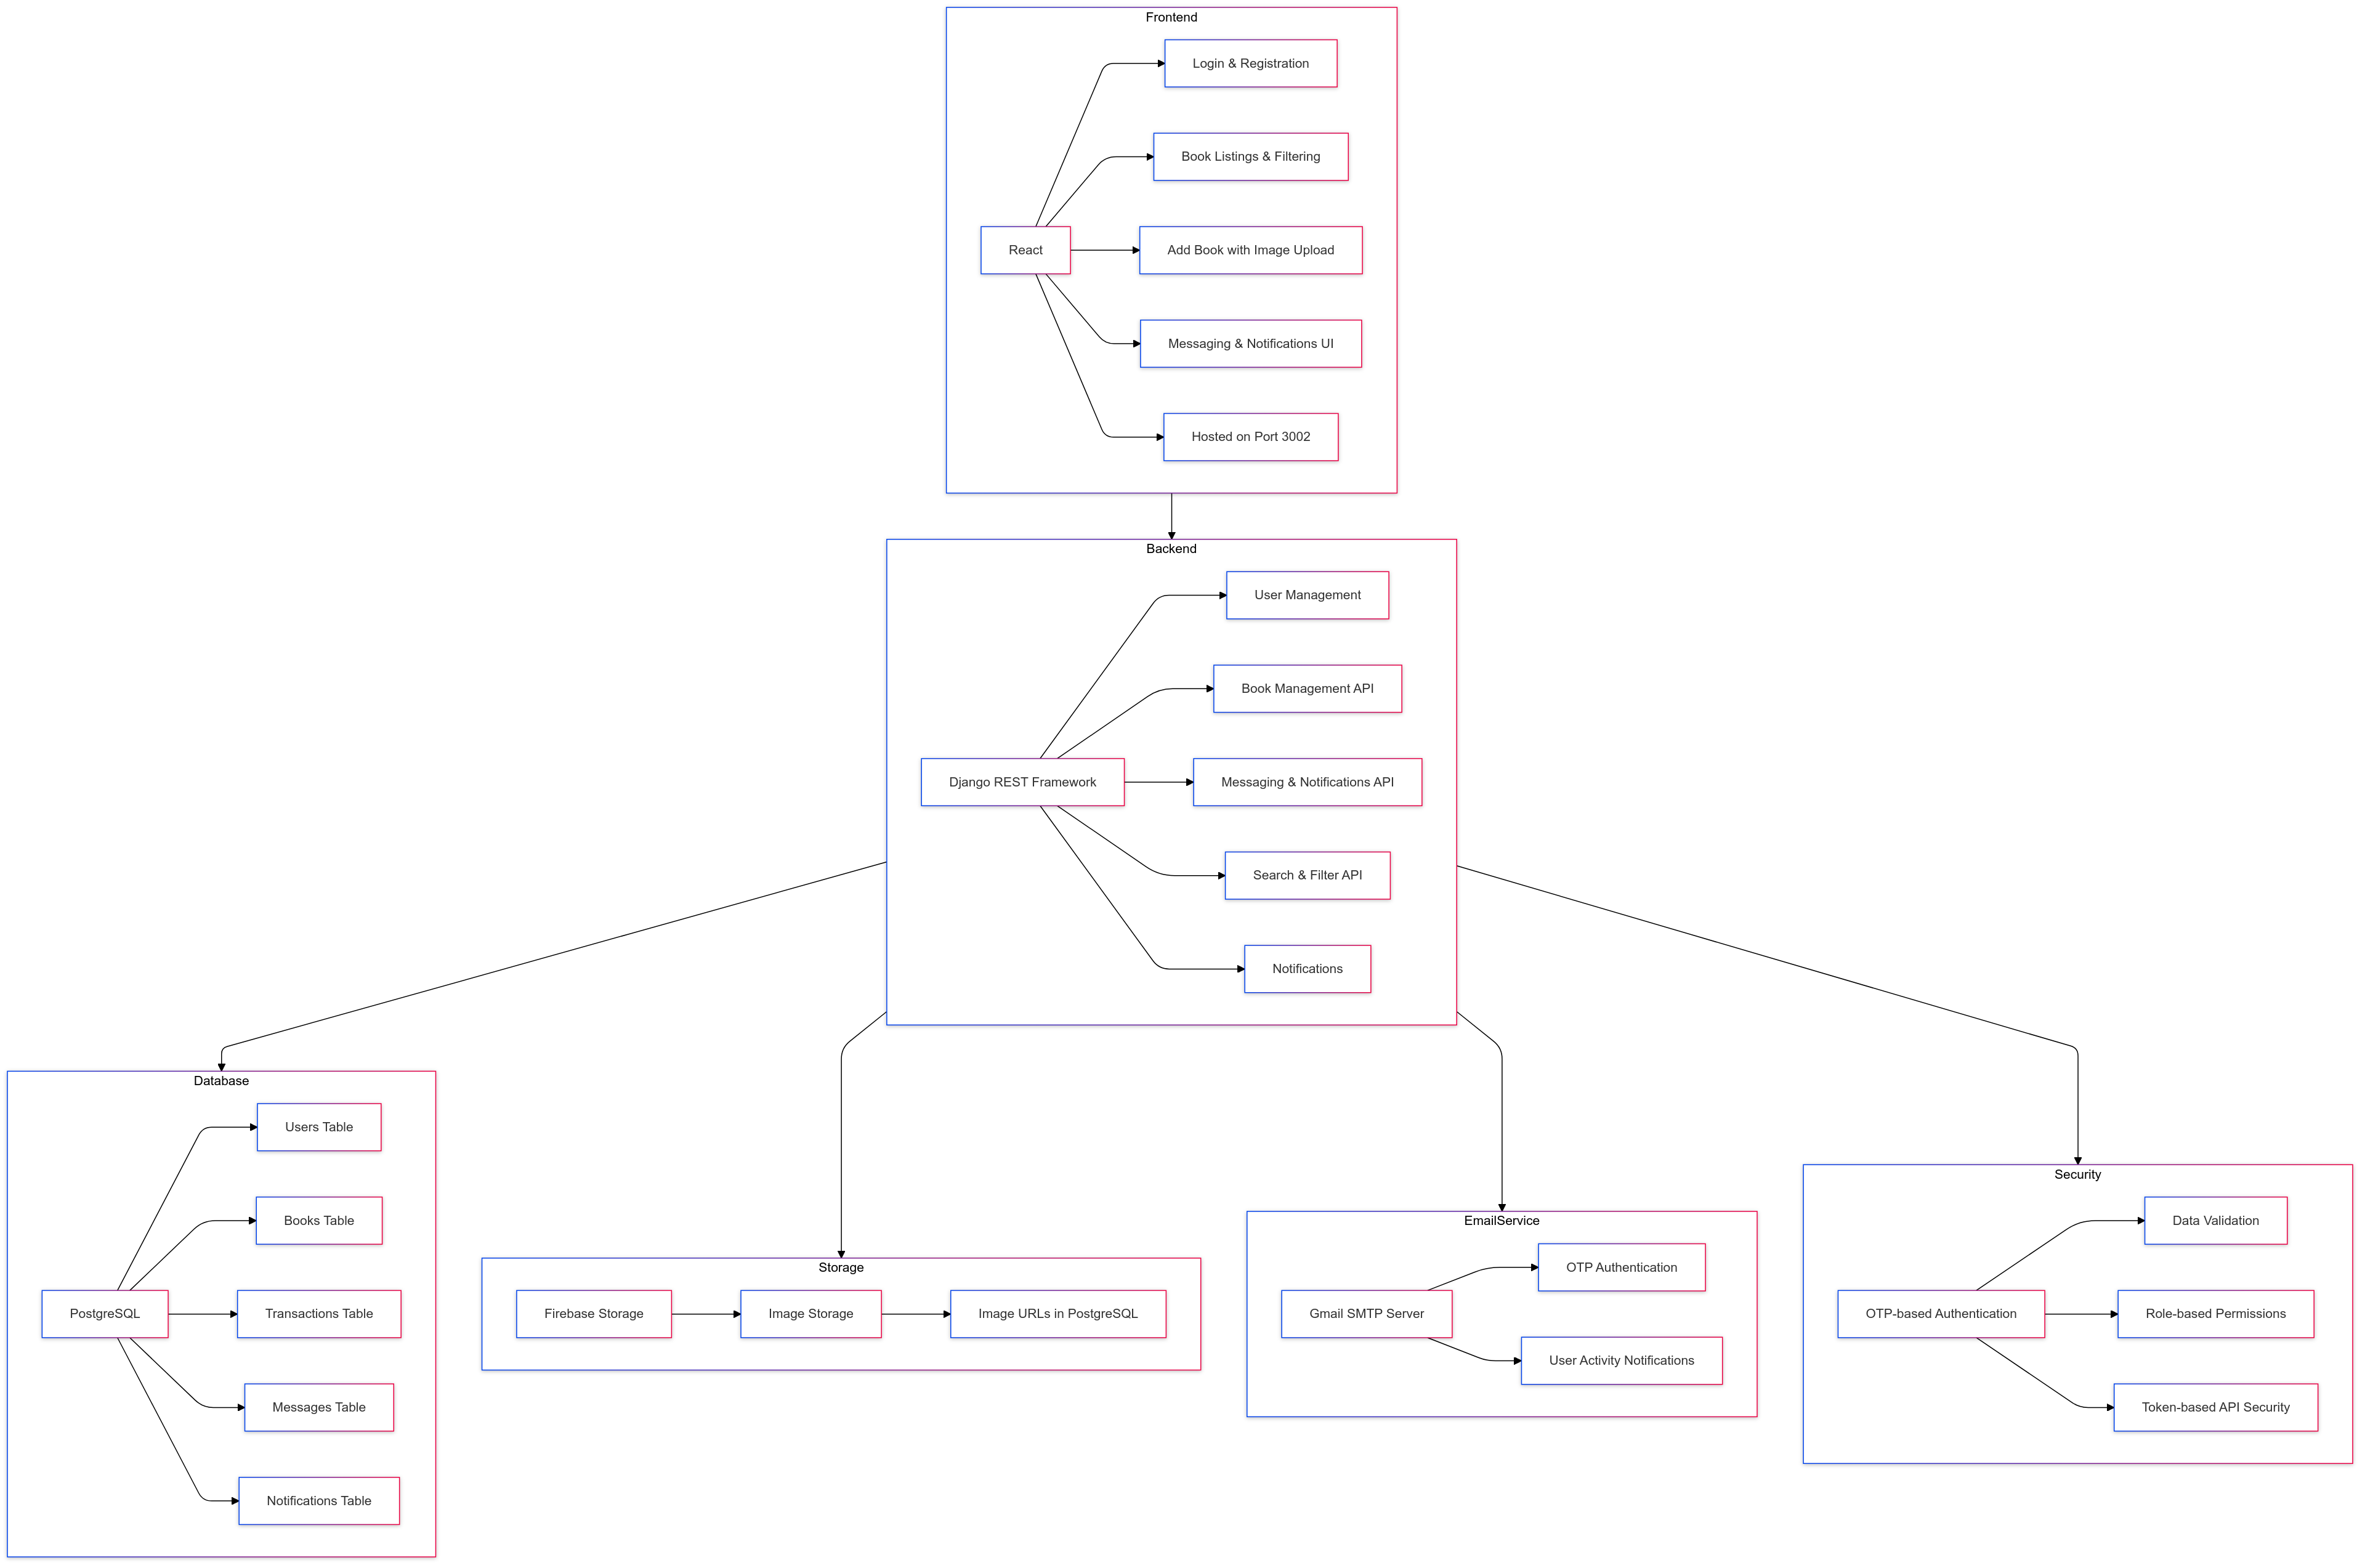 Frontend
Login & Registration
Book Listings & Filtering
React
Add Book with Image Upload
Messaging & Notifications UI
Hosted on Port 3002
Backend
User Management
Book Management API
Django REST Framework
Messaging & Notifications API
Search & Filter API
Notifications
Database
Users Table
Books Table
PostgreSQL
Transactions Table
Messages Table
Notifications Table
Storage
Firebase Storage
Image Storage
Image URLs in PostgreSQL
EmailService
OTP Authentication
Gmail SMTP Server
User Activity Notifications
Security
Data Validation
OTP-based Authentication
Role-based Permissions
Token-based API Security